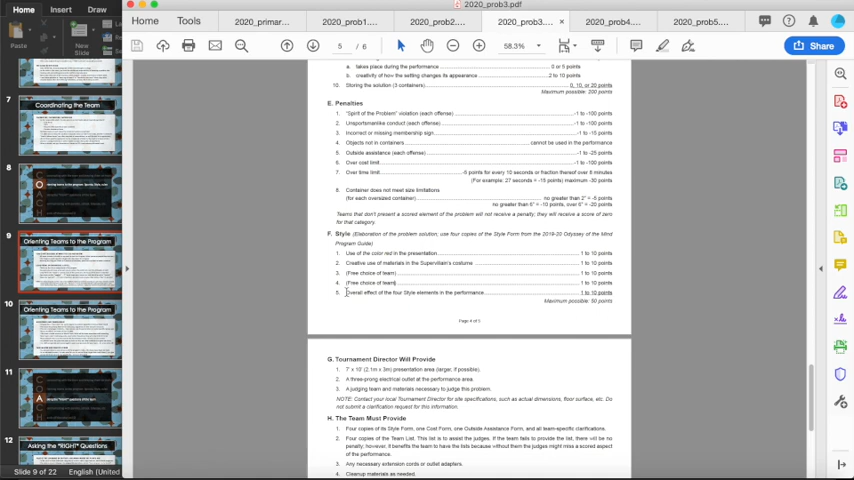 2020_prob3.pdf
Home
Insert
Draw
Home
Tools
2020_primar...
2020_prob1....
2020_prob2....
2020_prob3....
×
2020_prob4....
2020_prob5....
Paste
New
Slide
5 / 6
58.3%
Share
7
Coordinating the Team
8
C
O
A
C
H
9
Orienting Teams to the Program
10
Orienting Teams to the Program
11
C
O
A
C
H
12
Asking the "RIGHT" Questions
Slide 9 of 22
English (United
a. takes place during the performance 0 or 5 points
b. creativity of how the setting changes its appearance 2 to 10 points
10. Storing the solution (3 containers) 0, 10, or 20 points
Maximum possible: 200 points
E. Penalties
1. "Spirit of the Problem" violation (each offense) -1 to -100 points
2. Unsportsmanlike conduct (each offense) -1 to -100 points
3. Incorrect or missing membership sign -1 to -15 points
4. Objects not in containers cannot be used in the performance
5. Outside assistance (each offense) -1 to -25 points
6. Over cost limit -1 to -100 points
7. Over time limit -5 points for every 10 seconds or fraction thereof over 8 minutes
(For example: 27 seconds = -15 points) maximum -30 points
8. Container does not meet size limitations
(for each oversized container) no greater than 2" = -5 points
no greater than 6" = -10 points, over 6" = -20 points
Teams that don't present a scored element of the problem will not receive a penalty; they will receive a score of zero
for that category.
F. Style (Elaboration of the problem solution; use four copies of the Style Form from the 2019-20 Odyssey of the Mind
Program Guide)
1. Use of the color red in the presentation 1 to 10 points
2. Creative use of materials in the Supervillain's costume 1 to 10 points
3. (Free choice of team) 1 to 10 points
4. (Free choice of team) 1 to 10 points
5. Overall effect of the four Style elements in the performance 1 to 10 points
Maximum possible: 50 points
Page 4 of 5
G. Tournament Director Will Provide
1. 7' x 10' (2.1m x 3m) presentation area (larger, if possible).
2. A three-prong electrical outlet at the performance area.
3. A judging team and materials necessary to judge this problem.
NOTE: Contact your local Tournament Director for site specifications, such as actual dimensions, floor surface, etc. Do
not submit a clarification request for this information.
H. The Team Must Provide
1. Four copies of its Style Form, one Cost Form, one Outside Assistance Form, and all team-specific clarifications.
2. Four copies of the Team List. This list is to assist the judges. If the team fails to provide the list, there will be no
penalty; however, it benefits the team to have the lists because without them the judges might miss a scored aspect
of the performance.
3. Any necessary extension cords or outlet adapters.
4. Cleanup materials as needed.